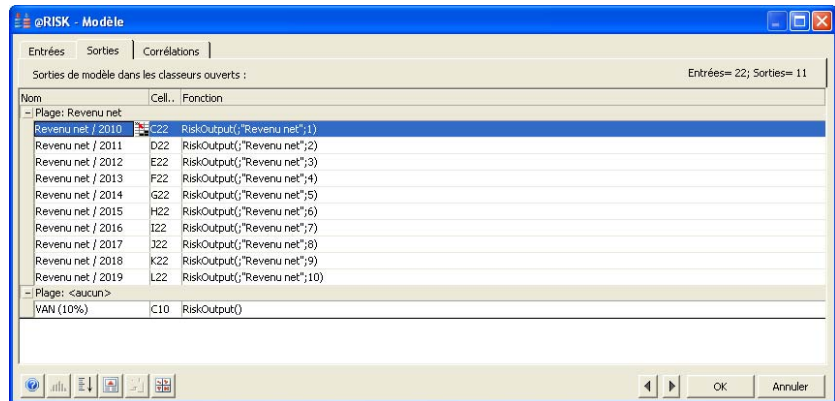 @RISK - Modèle
Entrées Sorties Corrélations
Sorties de modèle dans les classeurs ouverts : Entrées= 22; Sorties= 11
Nom Cell.. Fonction
Plage: Revenu net
Revenu net / 2010 C22 RiskOutput(;"Revenu net";1)
Revenu net / 2011 D22 RiskOutput(;"Revenu net";2)
Revenu net / 2012 E22 RiskOutput(;"Revenu net";3)
Revenu net / 2013 F22 RiskOutput(;"Revenu net";4)
Revenu net / 2014 G22 RiskOutput(;"Revenu net";5)
Revenu net / 2015 H22 RiskOutput(;"Revenu net";6)
Revenu net / 2016 I22 RiskOutput(;"Revenu net";7)
Revenu net / 2017 J22 RiskOutput(;"Revenu net";8)
Revenu net / 2018 K22 RiskOutput(;"Revenu net";9)
Revenu net / 2019 L22 RiskOutput(;"Revenu net";10)
Plage: <aucun>
VAN (10%) C10 RiskOutput()
OK Annuler